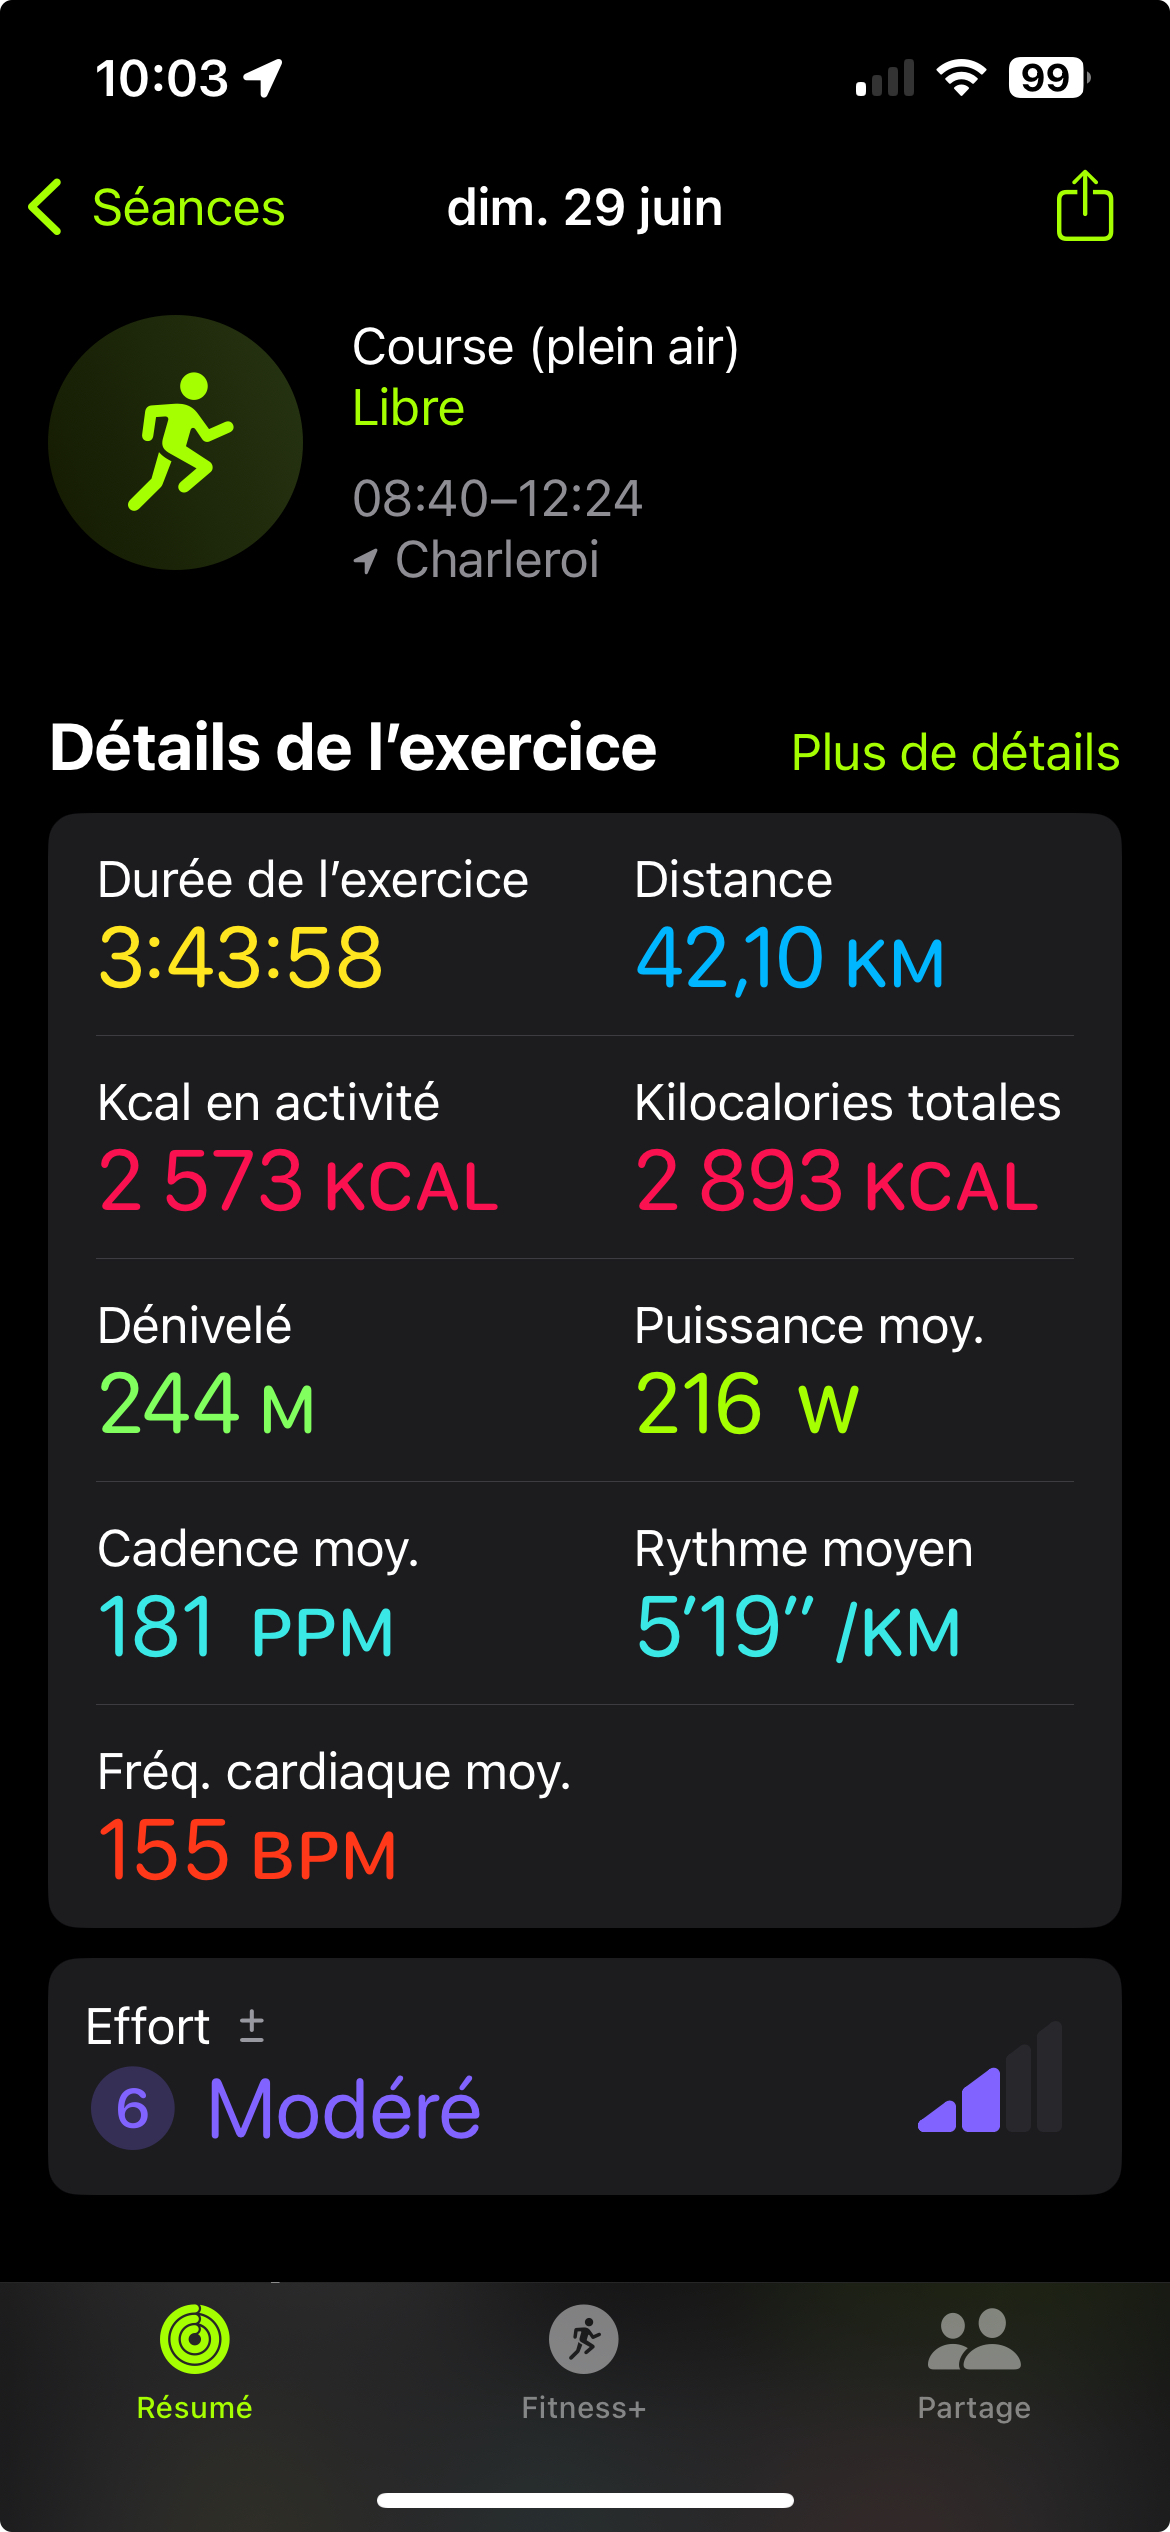 10:03
99
Séances
dim. 29 juin
Course (plein air)
Libre
08:40–12:24
Charleroi
Détails de l’exercice
Plus de détails
Durée de l’exercice
3:43:58
Distance
42,10 KM
Kcal en activité
2 573 KCAL
Kilocalories totales
2 893 KCAL
Dénivelé
244 M
Puissance moy.
216 W
Cadence moy.
181 PPM
Rythme moyen
5’19’’ /KM
Fréq. cardiaque moy.
155 BPM
Effort ±
6 Modéré
Résumé
Fitness+
Partage